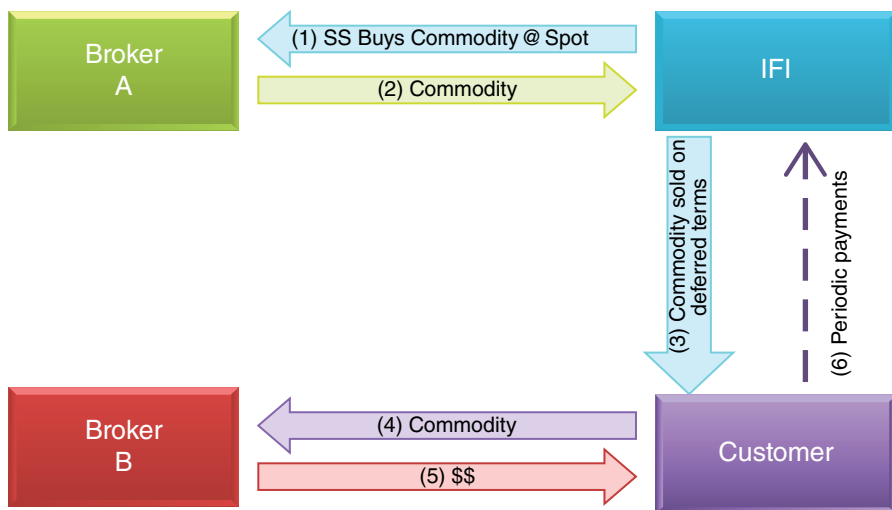 Broker
A
(1) SS Buys Commodity @ Spot
(2) Commodity
IFI
(3) Commodity sold on
deferred terms
(6) Periodic payments
Broker
B
(4) Commodity
(5) $$
Customer